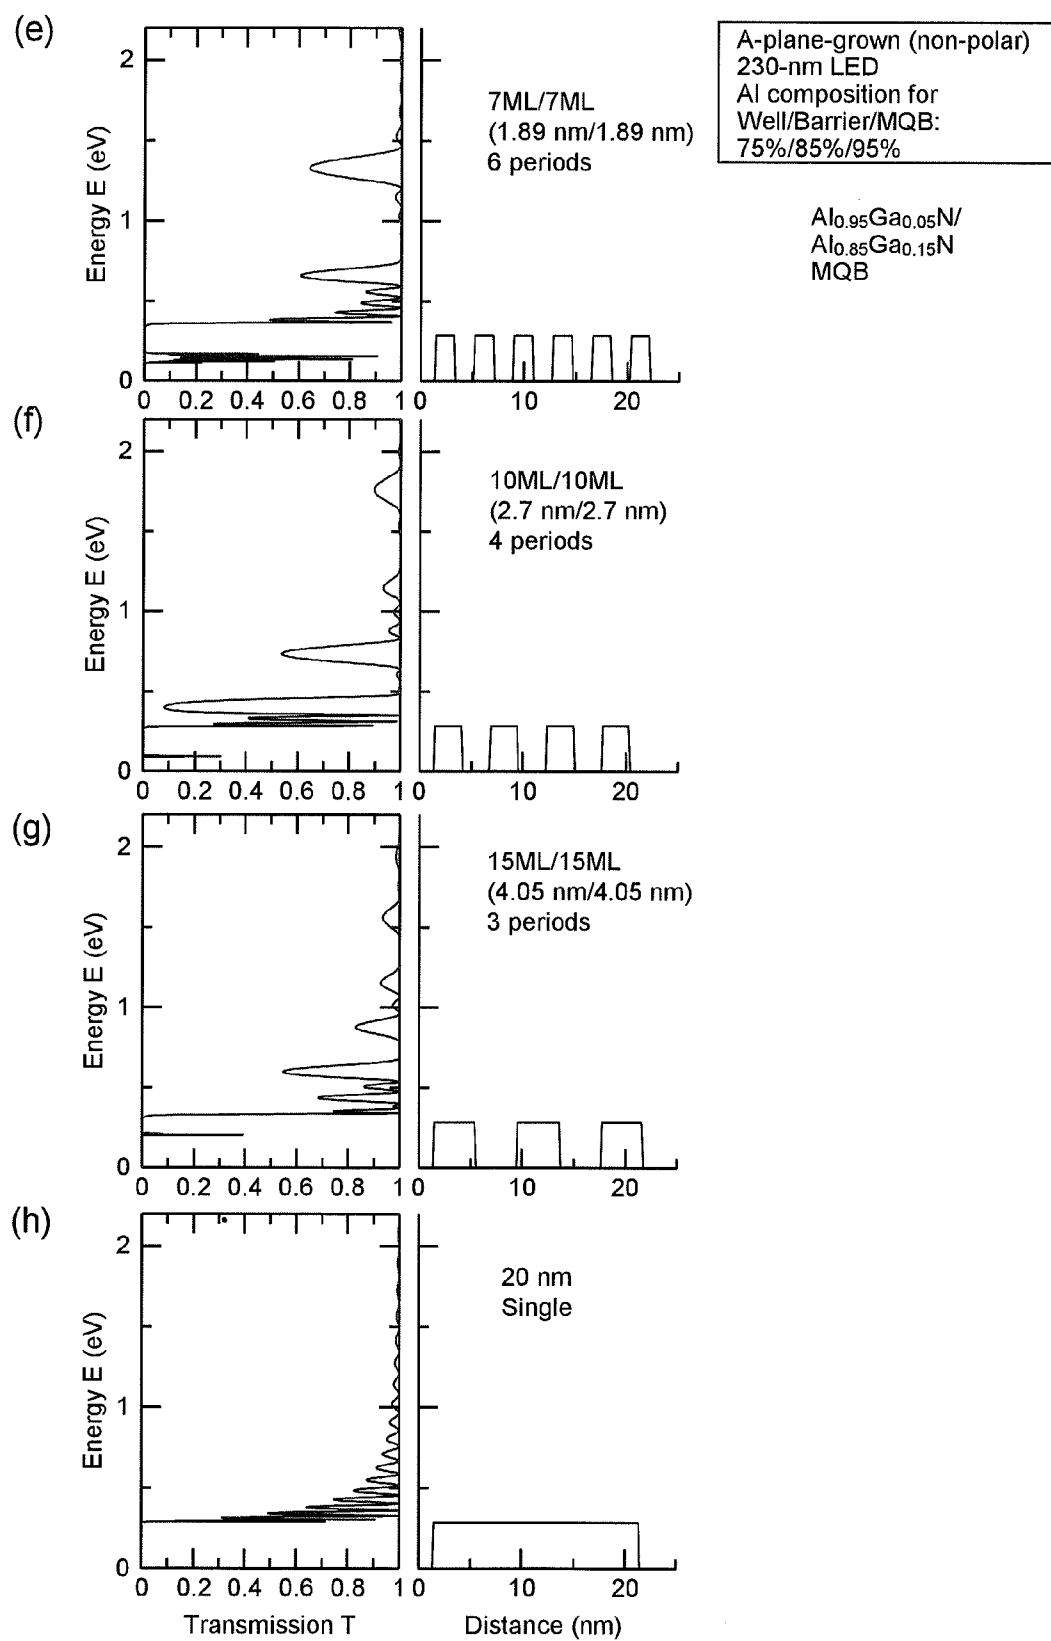 (e)
2
1
0
Energy E (eV)
0 0.2 0.4 0.6 0.8 1
0 10 20
7ML/7ML
(1.89 nm/1.89 nm)
6 periods
A-plane-grown (non-polar)
230-nm LED
Al composition for
Well/Barrier/MQB:
75%/85%/95%
Al0.95Ga0.05N/
Al0.85Ga0.15N
MQB
(f)
2
1
0
Energy E (eV)
0 0.2 0.4 0.6 0.8 1
0 10 20
10ML/10ML
(2.7 nm/2.7 nm)
4 periods
(g)
2
1
0
Energy E (eV)
0 0.2 0.4 0.6 0.8 1
0 10 20
15ML/15ML
(4.05 nm/4.05 nm)
3 periods
(h)
2
1
0
Energy E (eV)
0 0.2 0.4 0.6 0.8 1
0 10 20
20 nm
Single
Transmission T
Distance (nm)